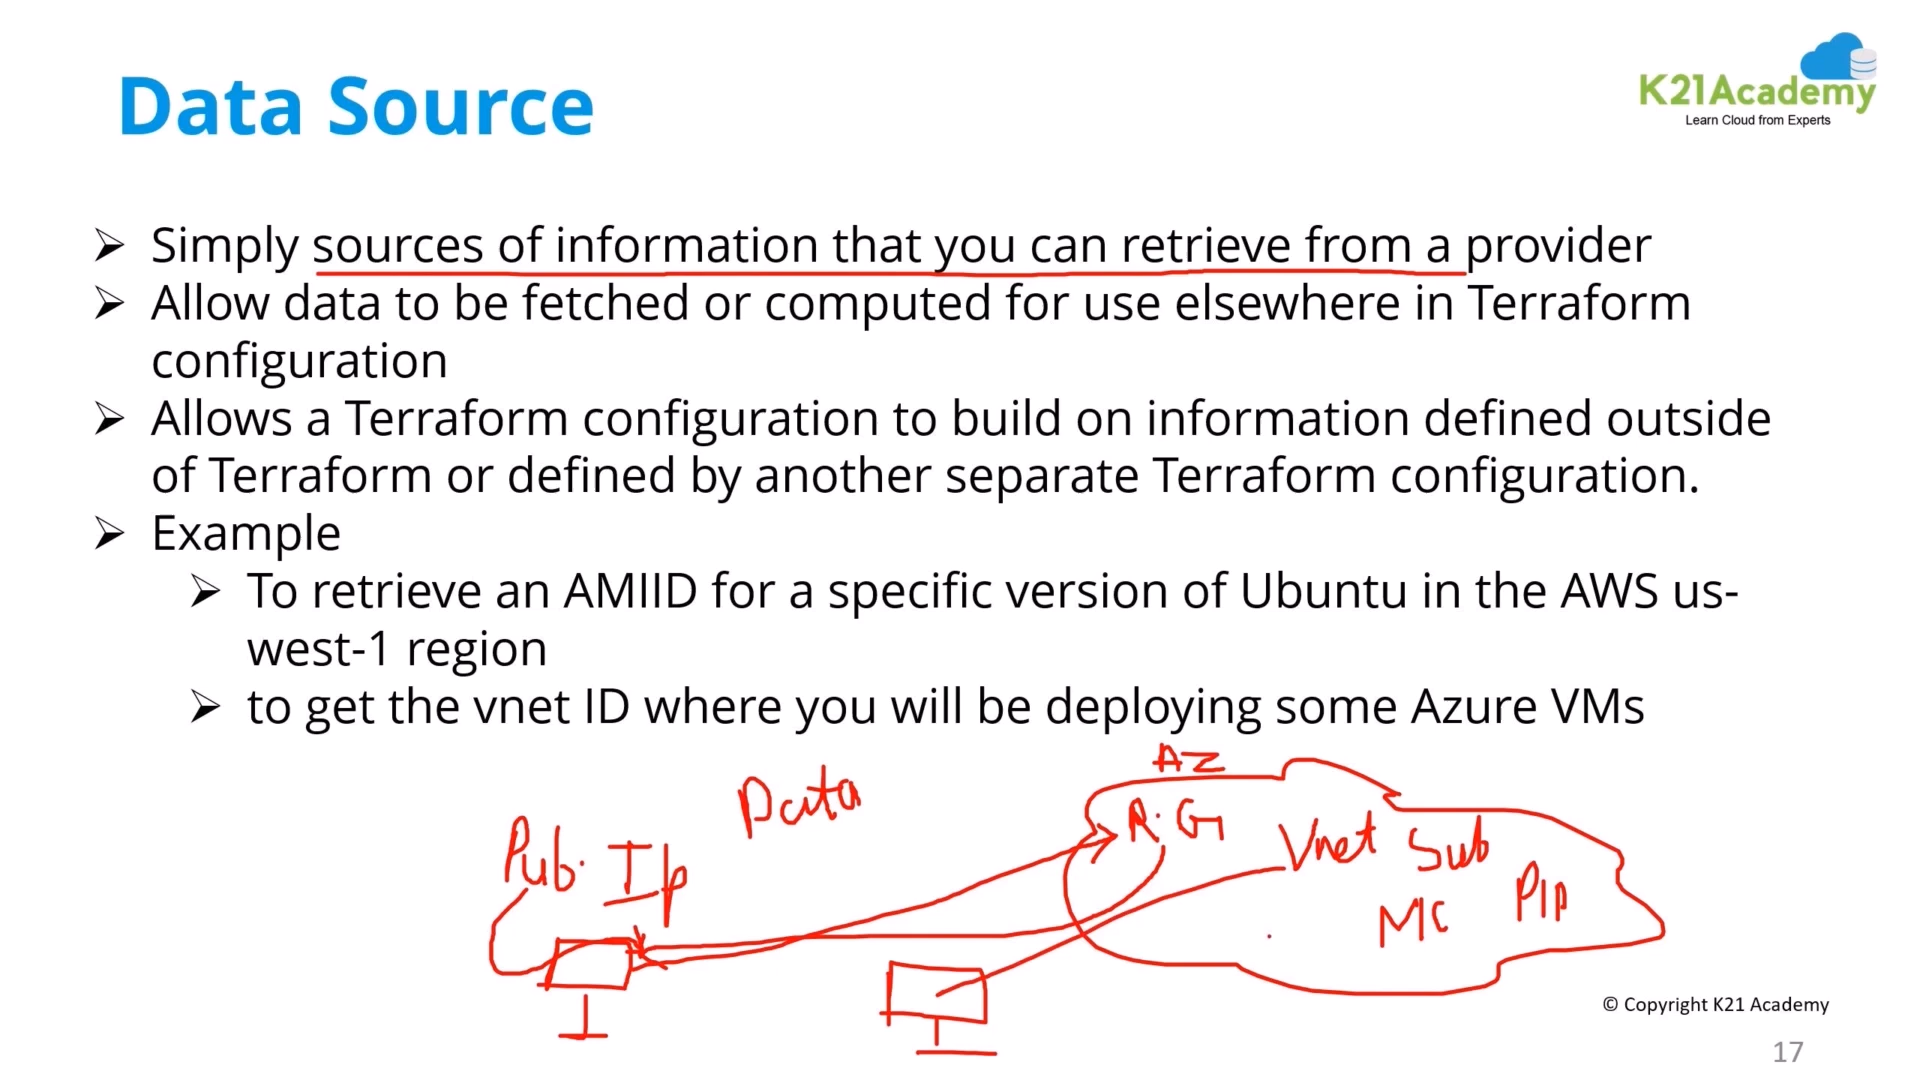 Data Source
K21Academy
Learn Cloud from Experts
➢ Simply sources of information that you can retrieve from a provider
➢ Allow data to be fetched or computed for use elsewhere in Terraform
configuration
➢ Allows a Terraform configuration to build on information defined outside
of Terraform or defined by another separate Terraform configuration.
➢ Example
➢ To retrieve an AMIID for a specific version of Ubuntu in the AWS us-
west-1 region
➢ to get the vnet ID where you will be deploying some Azure VMs
AZ
Data
R.G
Vnet Sub
Pub. Ip
PIP
© Copyright K21 Academy
17